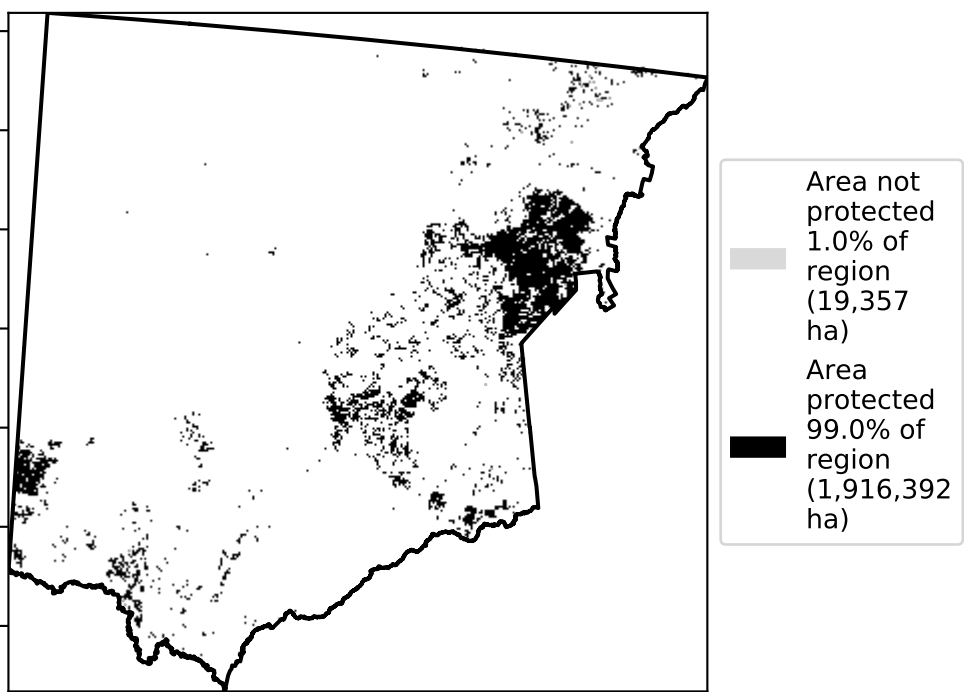 Area not
protected
1.0% of
region
(19,357
ha)
Area
protected
99.0% of
region
(1,916,392
ha)